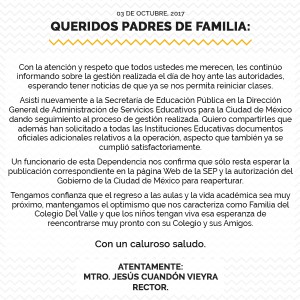 03 DE OCTUBRE, 2017
QUERIDOS PADRES DE FAMILIA:
Con la atención y respeto que todos ustedes me merecen, les continúo
informando sobre la gestión realizada el día de hoy ante las autoridades,
esperando tener noticias de que ya se nos permita reiniciar clases.
Asistí nuevamente a la Secretaría de Educación Pública en la Dirección
General de Administración de Servicios Educativos para la Ciudad de México
dando seguimiento al proceso de gestión realizada. Quiero compartirles que
además han solicitado a todas las Instituciones Educativas documentos
oficiales adicionales relativos a la operación, aspecto que también ya se
cumplió satisfactoriamente.
Un funcionario de esta Dependencia nos confirma que sólo resta esperar la
publicación correspondiente en la página Web de la SEP y la autorización del
Gobierno de la Ciudad de México para reaperturar.
Tengamos confianza que el regreso a las aulas y la vida académica sea muy
próximo, mantengamos el optimismo que nos caracteriza como Familia del
Colegio Del Valle y que los niños tengan viva esa esperanza de
reencontrarse muy pronto con su Colegio y sus Amigos.
Con un caluroso saludo.
ATENTAMENTE:
MTRO. JESÚS CUANDÓN VIEYRA
RECTOR.